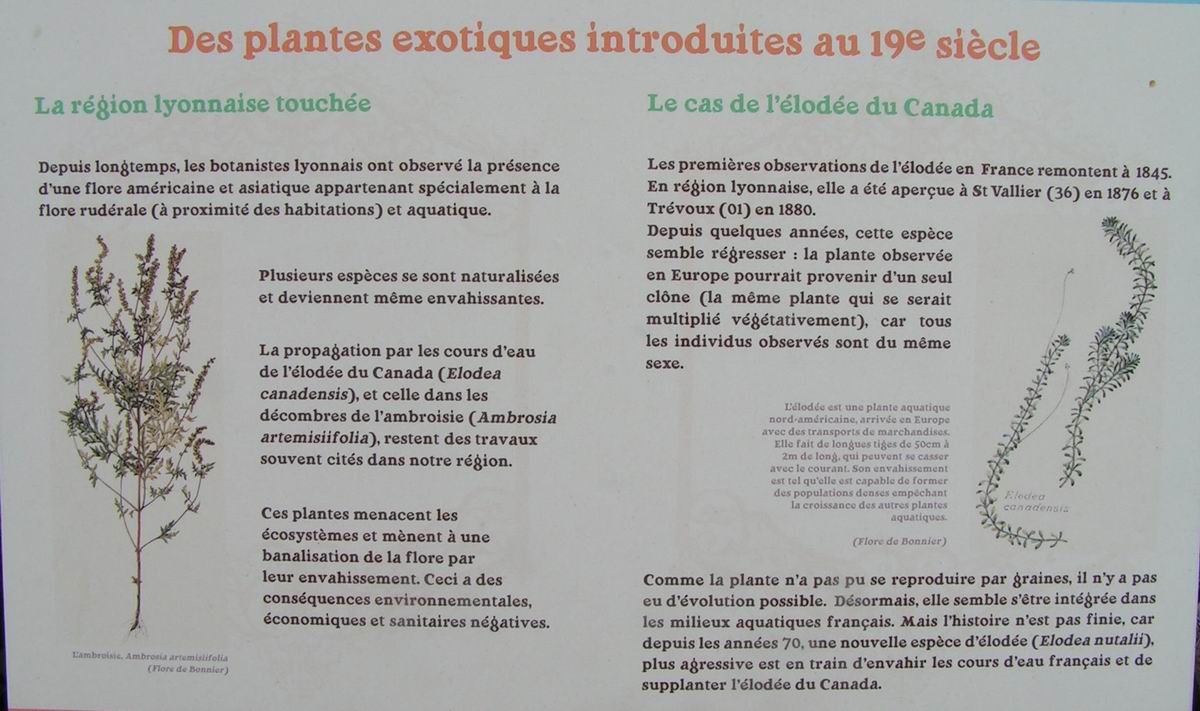 Des plantes exotiques introduites au 19e siècle
La région lyonnaise touchée
Depuis longtemps, les botanistes lyonnais ont observé la présence
d'une flore américaine et asiatique appartenant spécialement à la
flore rudérale (à proximité des habitations) et aquatique.
Plusieurs espèces se sont naturalisées
et deviennent même envahissantes.
La propagation par les cours d'eau
de l'élodée du Canada (Elodea
canadensis), et celle dans les
décombres de l'ambroisie (Ambrosia
artemisiifolia), restent des travaux
souvent cités dans notre région.
Ces plantes menacent les
écosystèmes et mènent à une
banalisation de la flore par
leur envahissement. Ceci a des
conséquences environnementales,
économiques et sanitaires négatives.
L'ambroisie, Ambrosia artemisiifolia
(Flore de Bonnier)
Le cas de l'élodée du Canada
Les premières observations de l'élodée en France remontent à 1845.
En région lyonnaise, elle a été aperçue à St Vallier (36) en 1876 et à
Trévoux (01) en 1880.
Depuis quelques années, cette espèce
semble régresser : la plante observée
en Europe pourrait provenir d'un seul
clône (la même plante qui se serait
multiplié végétativement), car tous
les individus observés sont du même
sexe.
L'élodée est une plante aquatique
nord-américaine, arrivée en Europe
avec des transports de marchandises.
Elle fait de longues tiges de 50cm à
2m de long, qui peuvent se casser
avec le courant. Son envahissement
est tel qu'elle est capable de former
des populations denses empêchant
la croissance des autres plantes
aquatiques.
(Flore de Bonnier)
Elodea
canadensis
Comme la plante n'a pas pu se reproduire par graines, il n'y a pas
eu d'évolution possible. Désormais, elle semble s'être intégrée dans
les milieux aquatiques français. Mais l'histoire n'est pas finie, car
depuis les années 70, une nouvelle espèce d'élodée (Elodea nutalii),
plus agressive est en train d'envahir les cours d'eau français et de
supplanter l'élodée du Canada.